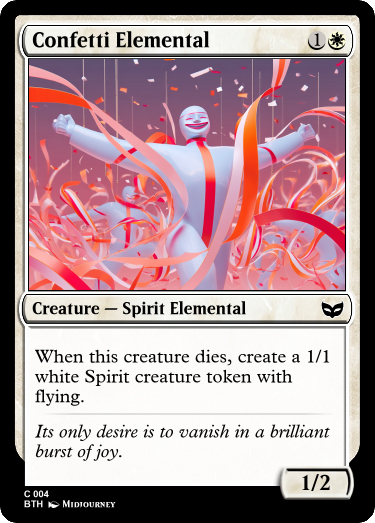 Confetti Elemental 1
Creature — Spirit Elemental
When this creature dies, create a 1/1
white Spirit creature token with
flying.
Its only desire is to vanish in a brilliant
burst of joy.
1/2
C 004
BTH Midjourney